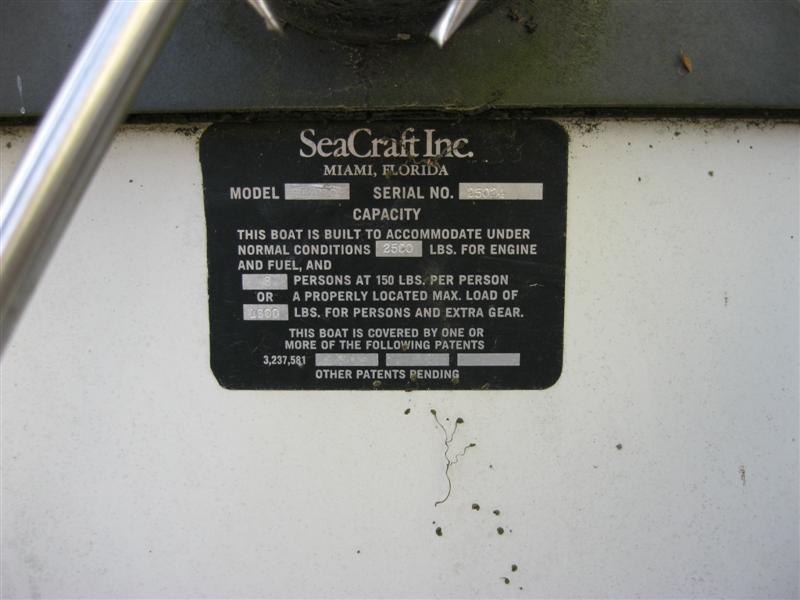 SeaCraft Inc.
MIAMI, FLORIDA
MODEL SERIAL NO.
CAPACITY
THIS BOAT IS BUILT TO ACCOMMODATE UNDER
NORMAL CONDITIONS 2500 LBS. FOR ENGINE
AND FUEL, AND
8 PERSONS AT 150 LBS. PER PERSON
OR A PROPERLY LOCATED MAX. LOAD OF
LBS. FOR PERSONS AND EXTRA GEAR.
THIS BOAT IS COVERED BY ONE OR
MORE OF THE FOLLOWING PATENTS
3,237,581
OTHER PATENTS PENDING